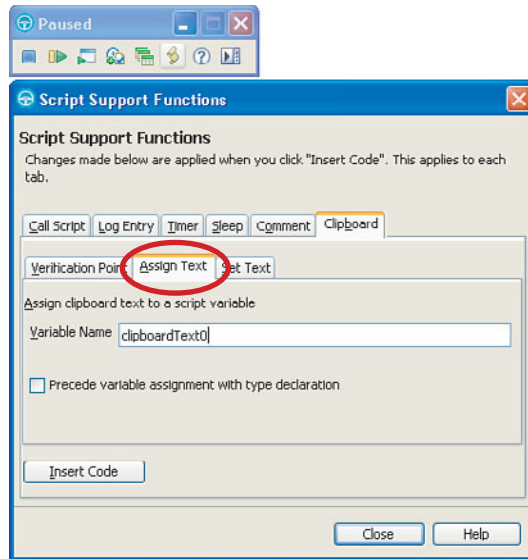 Paused
Script Support Functions
Script Support Functions
Changes made below are applied when you click "Insert Code". This applies to each
tab.
Call Script Log Entry Timer Sleep Comment Clipboard
Verification Point Assign Text Set Text
Assign clipboard text to a script variable
Variable Name clipboardText0
Precede variable assignment with type declaration
Insert Code
Close Help